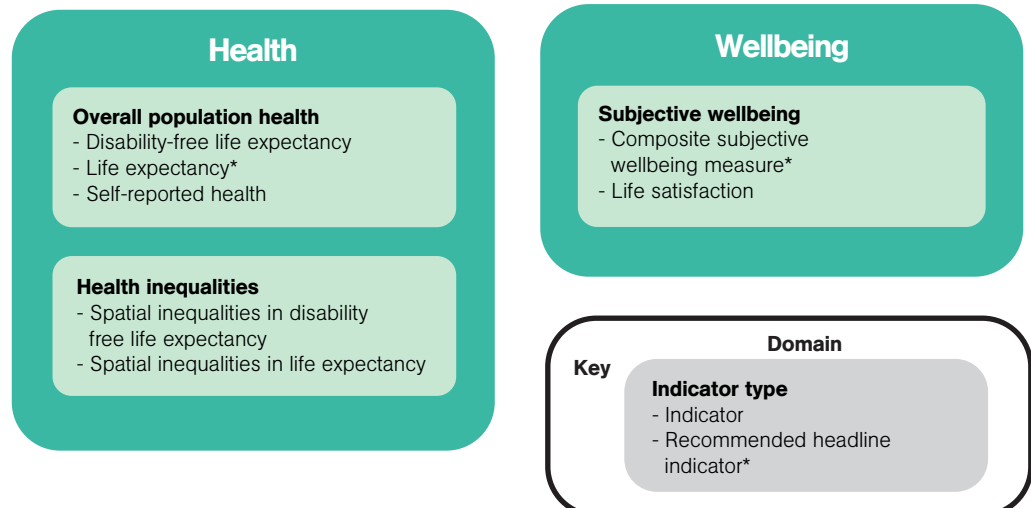 Health
Overall population health
- Disability-free life expectancy
- Life expectancy*
- Self-reported health
Health inequalities
- Spatial inequalities in disability
free life expectancy
- Spatial inequalities in life expectancy
Wellbeing
Subjective wellbeing
- Composite subjective
wellbeing measure*
- Life satisfaction
Key
Domain
Indicator type
- Indicator
- Recommended headline
indicator*